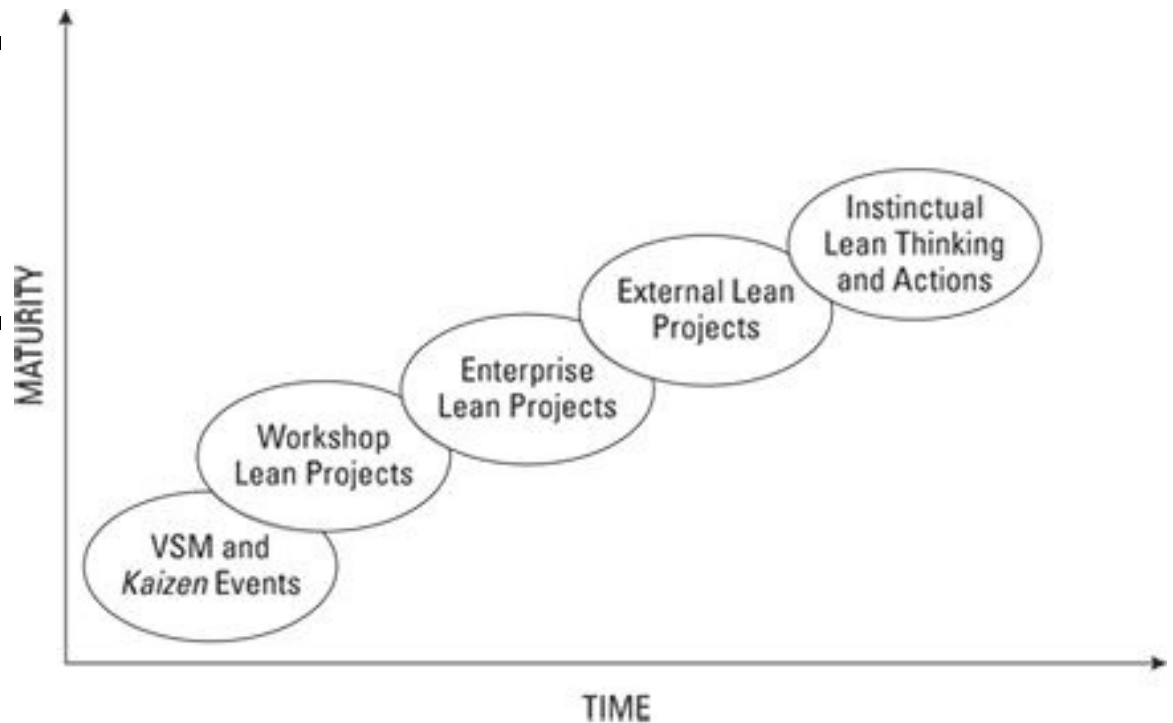 MATURITY
Instinctual
Lean Thinking
and Actions
External Lean
Projects
Enterprise
Lean Projects
Workshop
Lean Projects
VSM and
Kaizen Events
TIME